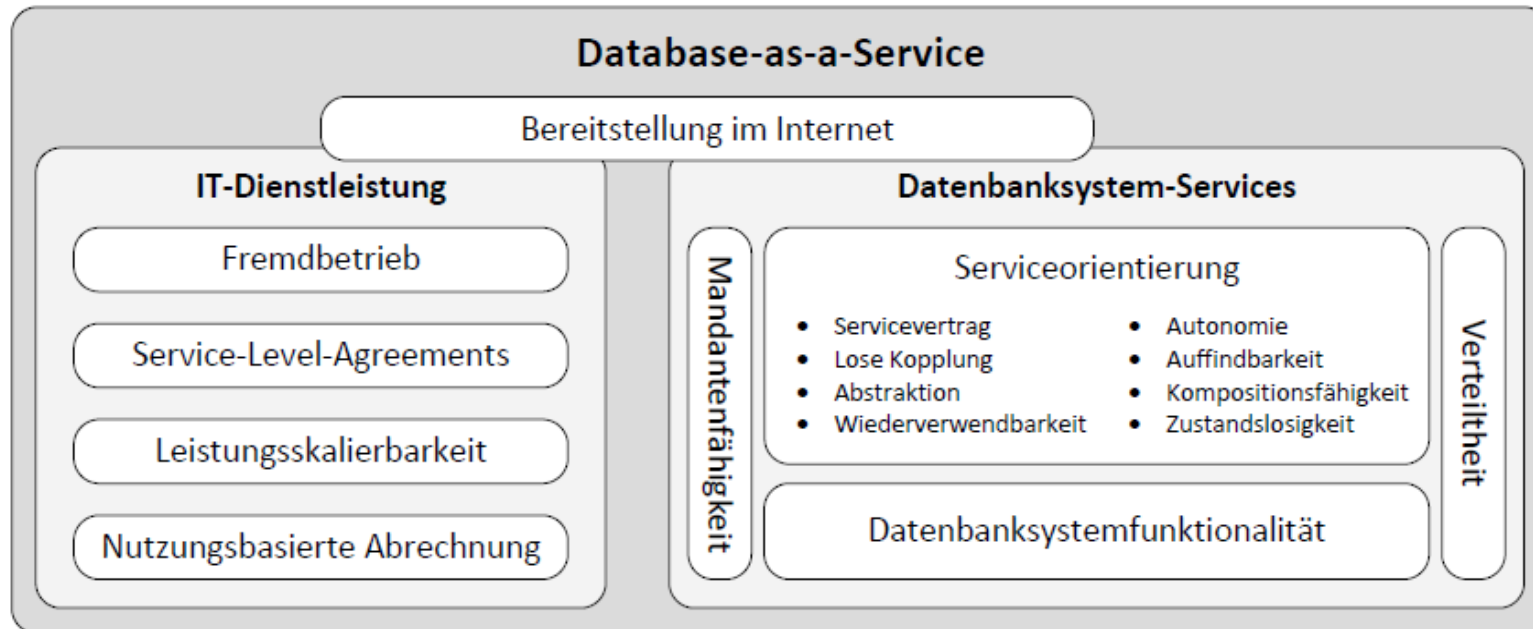 Database-as-a-Service
Bereitstellung im Internet
IT-Dienstleistung
Fremdbetrieb
Service-Level-Agreements
Leistungsskalierbarkeit
Nutzungsbasierte Abrechnung
Datenbanksystem-Services
Mandantenfähigkeit
Serviceorientierung
• Servicevertrag
• Lose Kopplung
• Abstraktion
• Wiederverwendbarkeit
• Autonomie
• Auffindbarkeit
• Kompositionsfähigkeit
• Zustandslosigkeit
Datenbanksystemfunktionalität
Verteiltheit